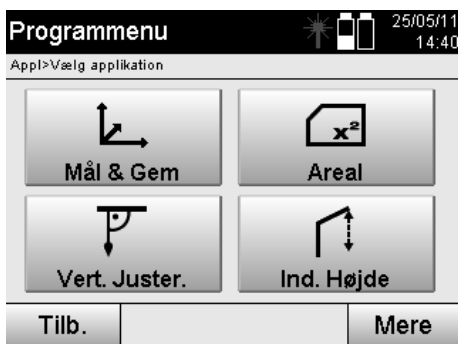 Programmenu
25/05/11
14:40
Appl>Vælg applikation
Mål & Gem
x²
Areal
Vert. Juster.
Ind. Højde
Tilb.
Mere